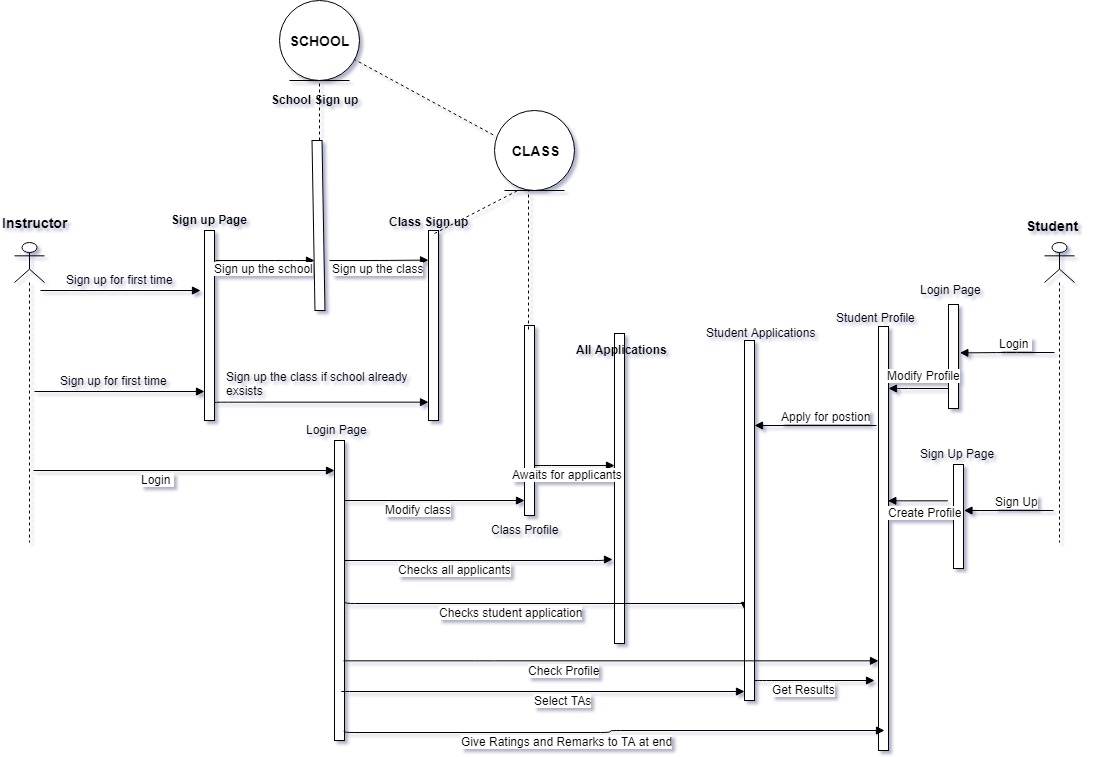 SCHOOL
School Sign up
CLASS
Instructor
Sign up Page
Class Sign up
Student
Sign up the school
Sign up the class
Sign up for first time
Login Page
Student Profile
Student Applications
All Applications
Login
Modify Profile
Sign up for first time
Sign up the class if school already
exsists
Apply for postion
Login Page
Sign Up Page
Login
Awaits for applicants
Sign Up
Modify class
Create Profile
Class Profile
Checks all applicants
Checks student application
Check Profile
Get Results
Select TAs
Give Ratings and Remarks to TA at end